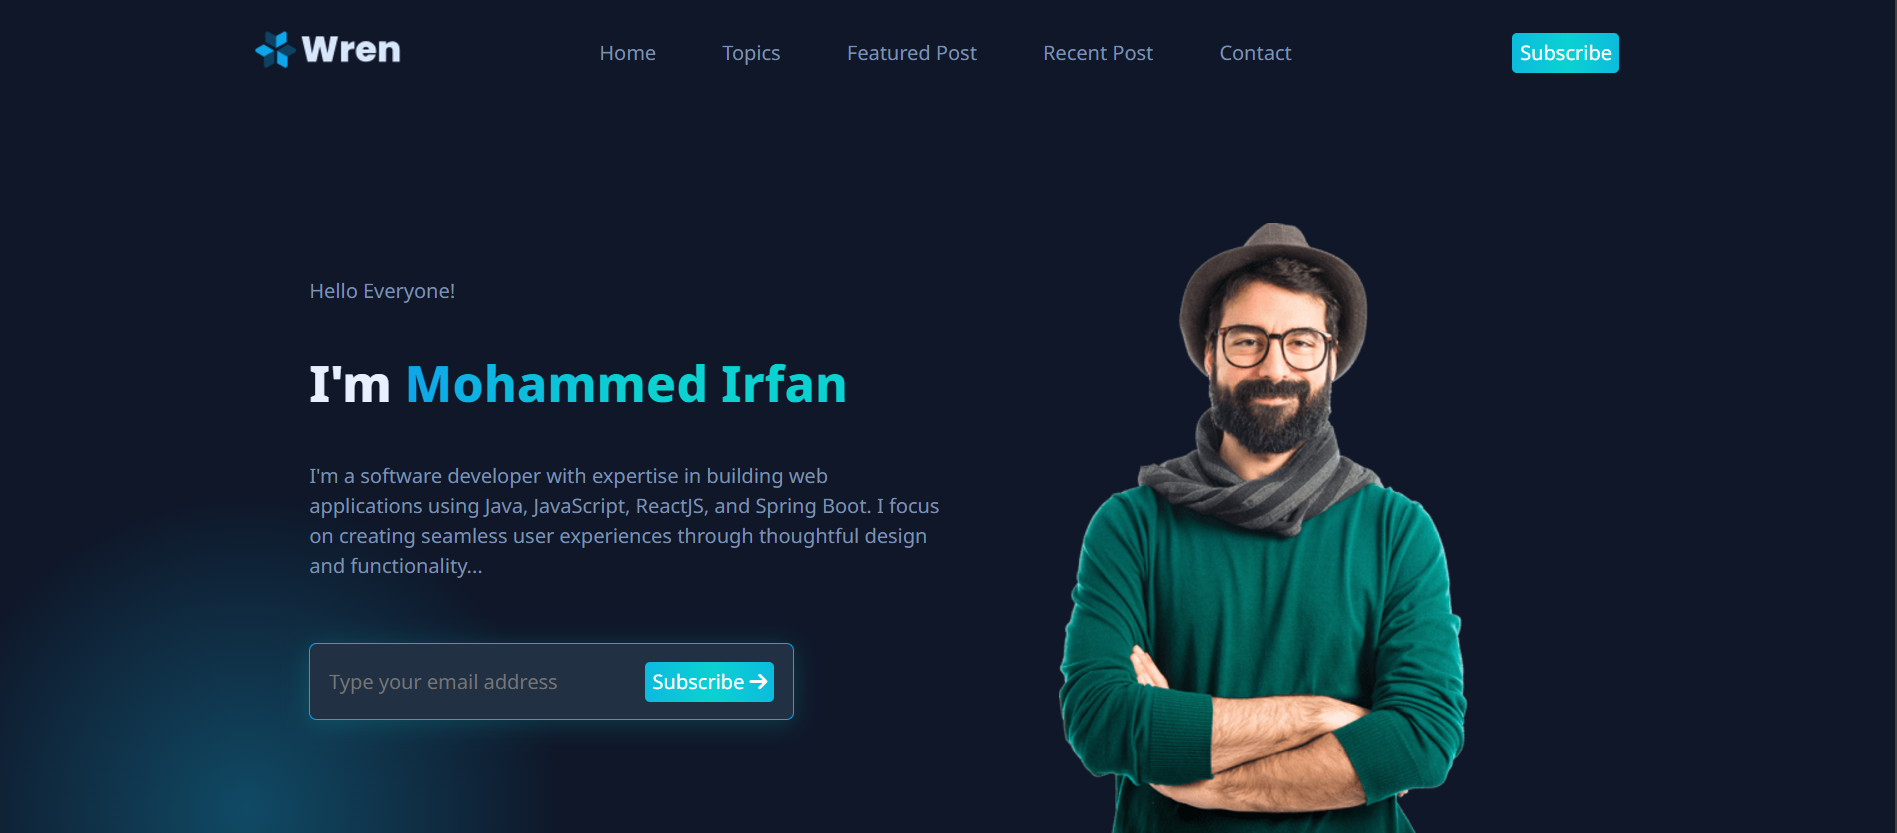 Wren
Home
Topics
Featured Post
Recent Post
Contact
Subscribe
Hello Everyone!
I'm Mohammed Irfan
I'm a software developer with expertise in building web
applications using Java, JavaScript, ReactJS, and Spring Boot. I focus
on creating seamless user experiences through thoughtful design
and functionality...
Type your email address
Subscribe →